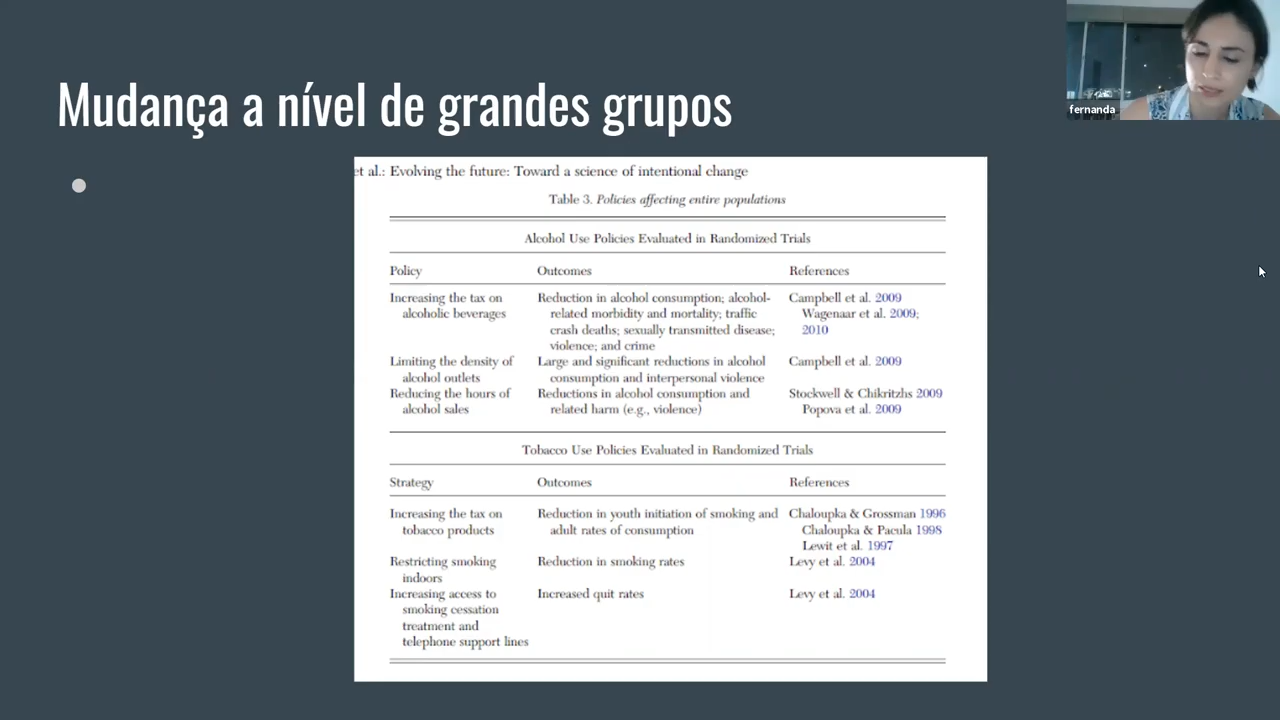 Mudança a nível de grandes grupos
fernanda
et al.: Evolving the future: Toward a science of intentional change
Table 3. Policies affecting entire populations
Alcohol Use Policies Evaluated in Randomized Trials
Policy Outcomes References
Increasing the tax on Reduction in alcohol consumption; alcohol- Campbell et al. 2009
alcoholic beverages related morbidity and mortality; traffic Wagenaar et al. 2009;
crash deaths; sexually transmitted disease; 2010
violence; and crime
Limiting the density of Large and significant reductions in alcohol Campbell et al. 2009
alcohol outlets consumption and interpersonal violence
Reducing the hours of Reductions in alcohol consumption and Stockwell & Chikritzhs 2009
alcohol sales related harm (e.g., violence) Popova et al. 2009
Tobacco Use Policies Evaluated in Randomized Trials
Strategy Outcomes References
Increasing the tax on Reduction in youth initiation of smoking and Chaloupka & Grossman 1996
tobacco products adult rates of consumption Chaloupka & Pacula 1998
Lewit et al. 1997
Restricting smoking Reduction in smoking rates Levy et al. 2004
indoors
Increasing access to Increased quit rates Levy et al. 2004
smoking cessation
treatment and
telephone support lines